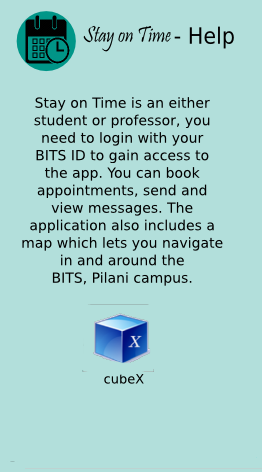 Stay on Time - Help
Stay on Time is an either
student or professor, you
need to login with your
BITS ID to gain access to
the app. You can book
appointments, send and
view messages. The
application also includes a
map which lets you navigate
in and around the
BITS, Pilani campus.
X
cubeX